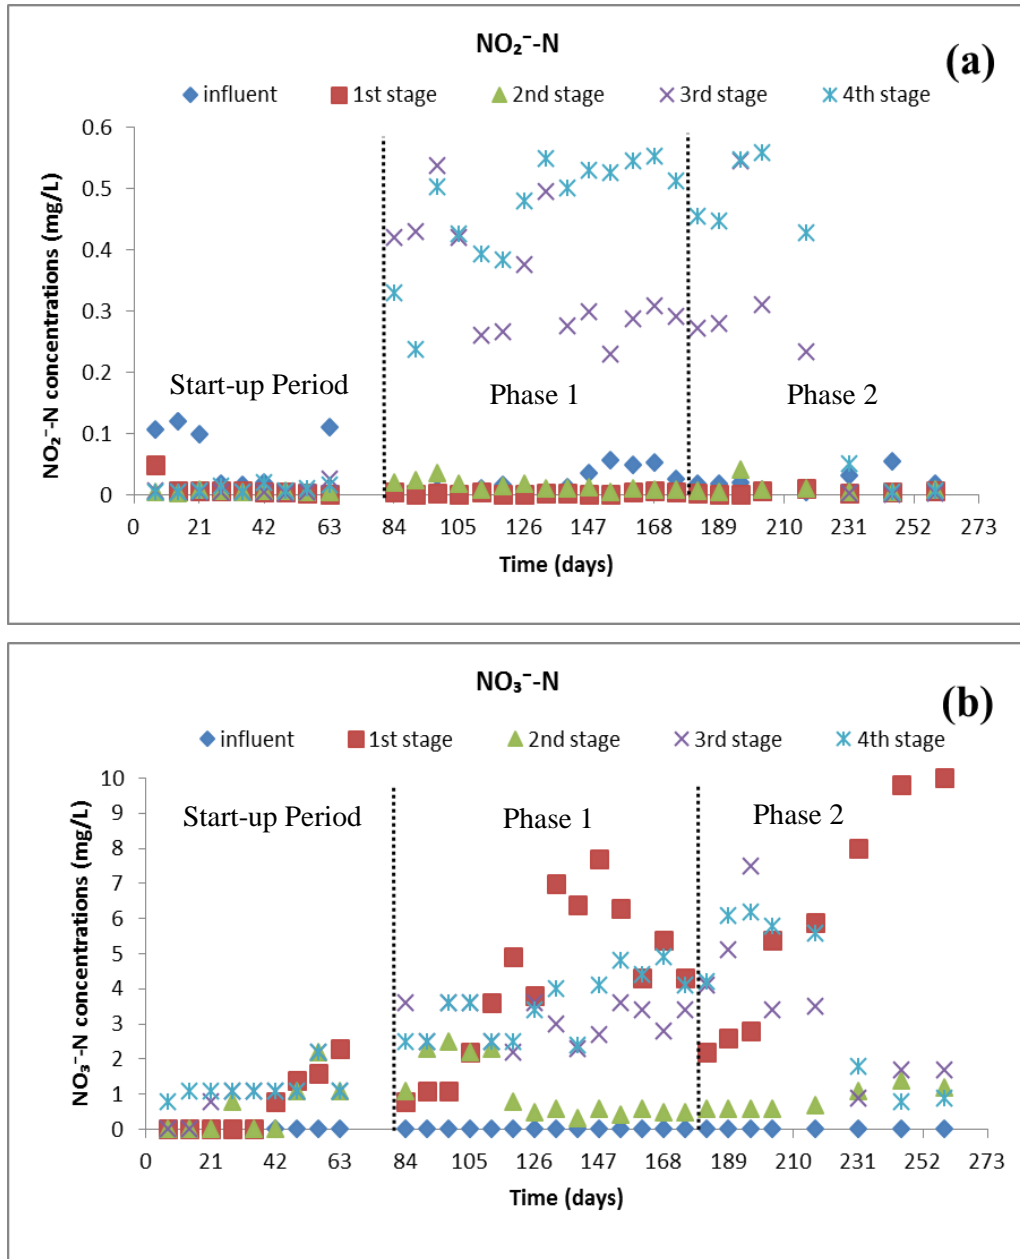 NO₂⁻-N
(a)
influent 1st stage 2nd stage 3rd stage 4th stage
NO₂⁻-N concentrations (mg/L)
0.6
0.5
0.4
0.3
0.2
0.1
0
Start-up Period
Phase 1
Phase 2
0 21 42 63 84 105 126 147 168 189 210 231 252 273
Time (days)
NO₃⁻-N
(b)
influent 1st stage 2nd stage 3rd stage 4th stage
NO₃⁻-N concentrations (mg/L)
10
9
8
7
6
5
4
3
2
1
0
Start-up Period
Phase 1
Phase 2
0 21 42 63 84 105 126 147 168 189 210 231 252 273
Time (days)